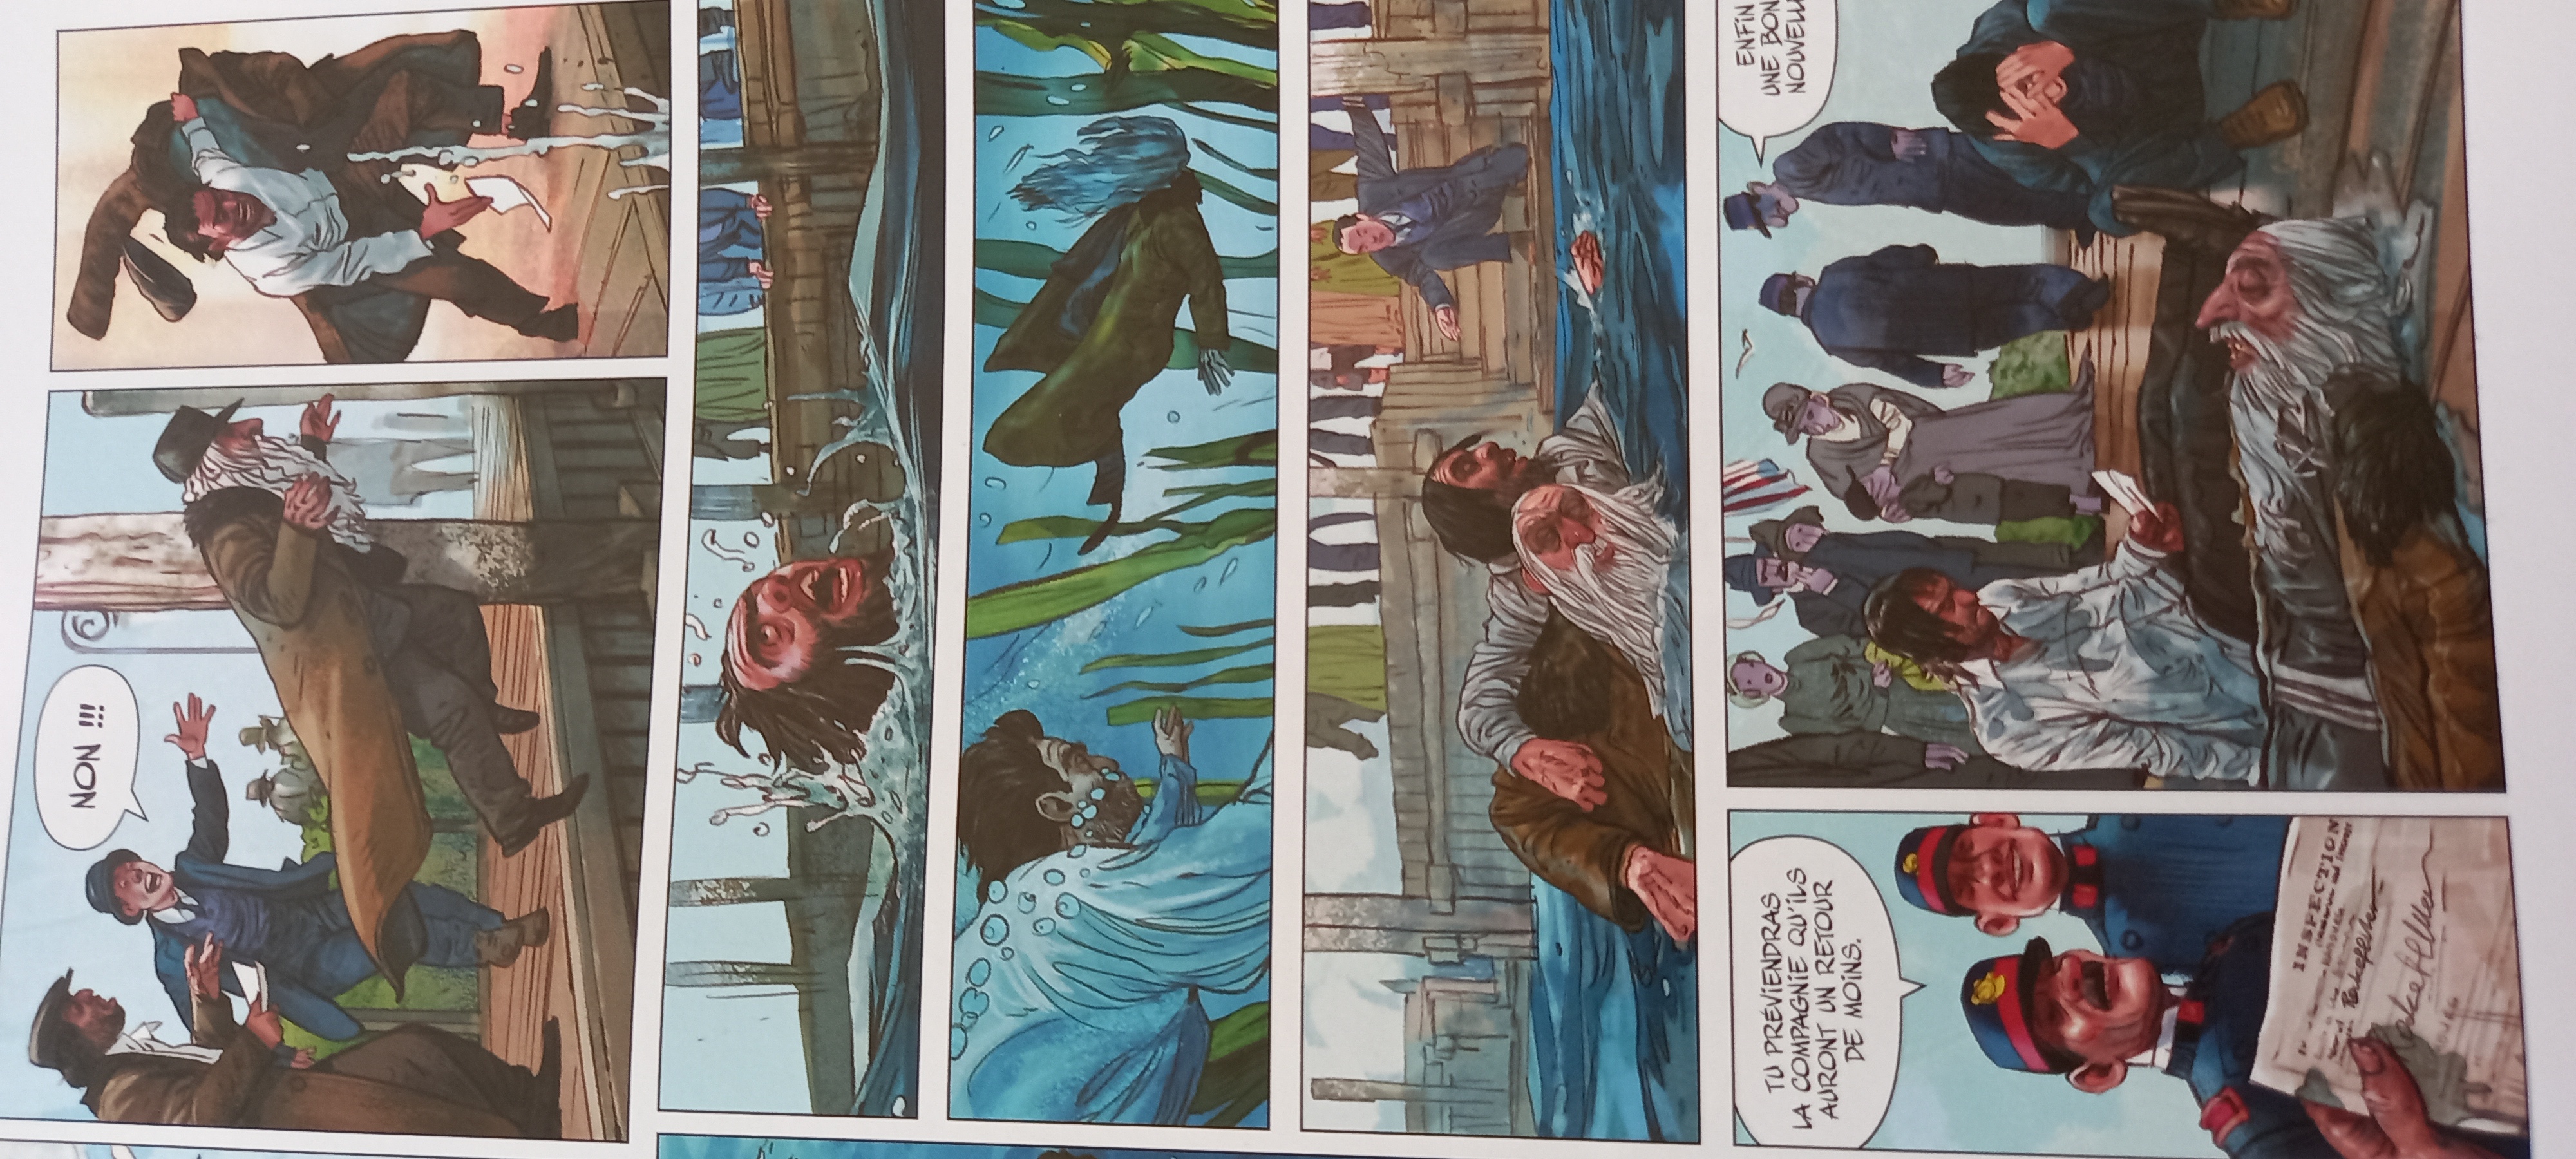 NON !!!
TU PRÉVIENDRAS
LA COMPAGNIE QU'ILS
AURONT UN RETOUR
DE MOINS.
ENFIN
UNE BON
NOUVELL
INSPECTION